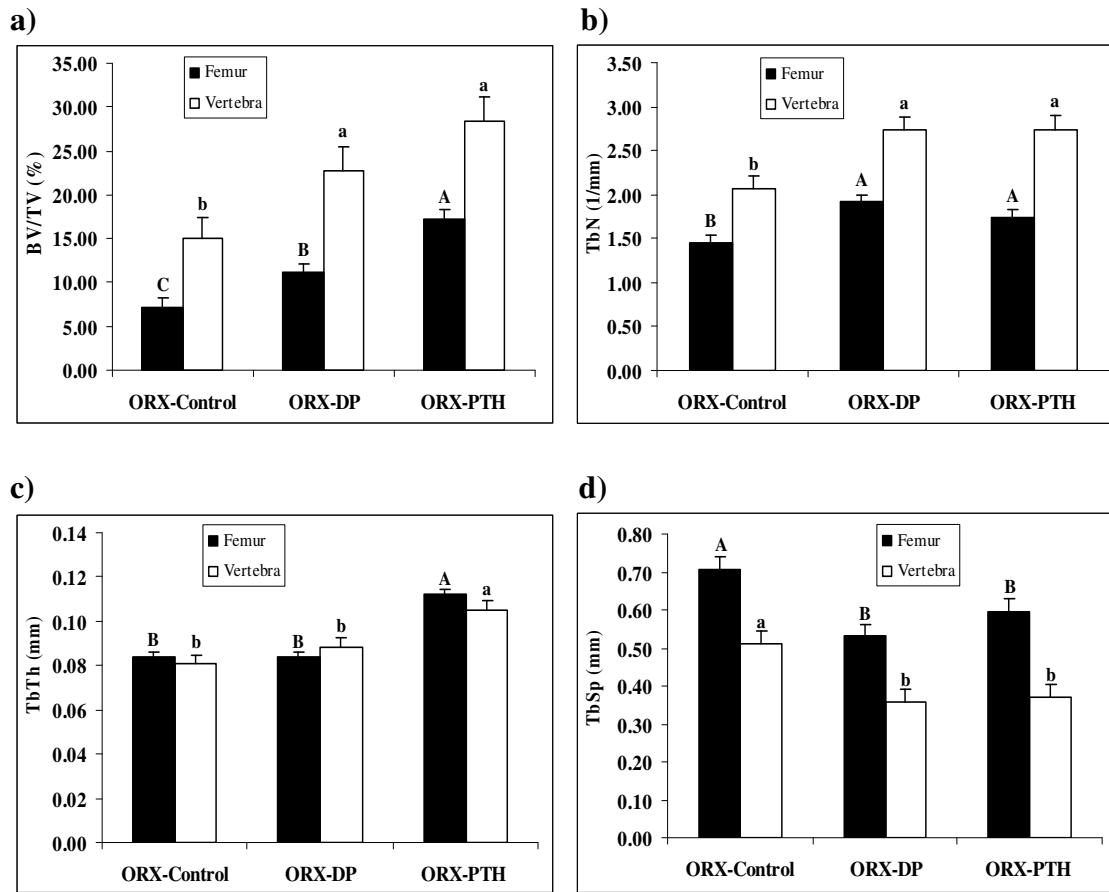 a)
35.00
30.00
25.00
20.00
15.00
10.00
5.00
0.00
BV/TV (%)
Femur
Vertebra
C
b
B
a
A
a
ORX-Control ORX-DP ORX-PTH
b)
3.50
3.00
2.50
2.00
1.50
1.00
0.50
0.00
TbN (1/mm)
Femur
Vertebra
B
b
A
a
A
a
ORX-Control ORX-DP ORX-PTH
c)
0.14
0.12
0.10
0.08
0.06
0.04
0.02
0.00
TbTh (mm)
Femur
Vertebra
B
b
B
b
A
a
ORX-Control ORX-DP ORX-PTH
d)
0.80
0.70
0.60
0.50
0.40
0.30
0.20
0.10
0.00
TbSp (mm)
Femur
Vertebra
A
a
B
b
B
b
ORX-Control ORX-DP ORX-PTH